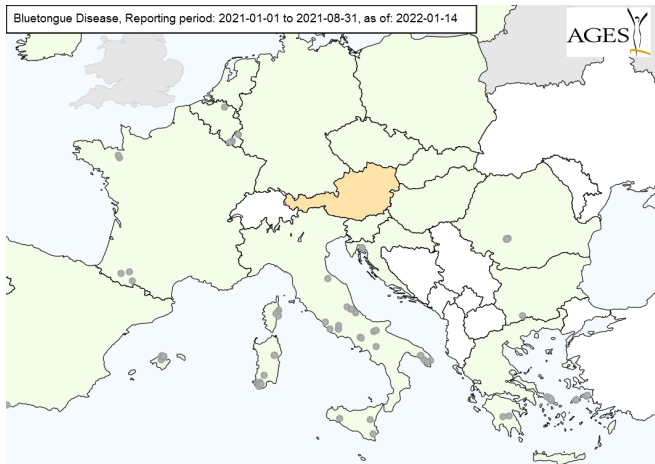 Bluetongue Disease, Reporting period: 2021-01-01 to 2021-08-31, as of: 2022-01-14
AGES